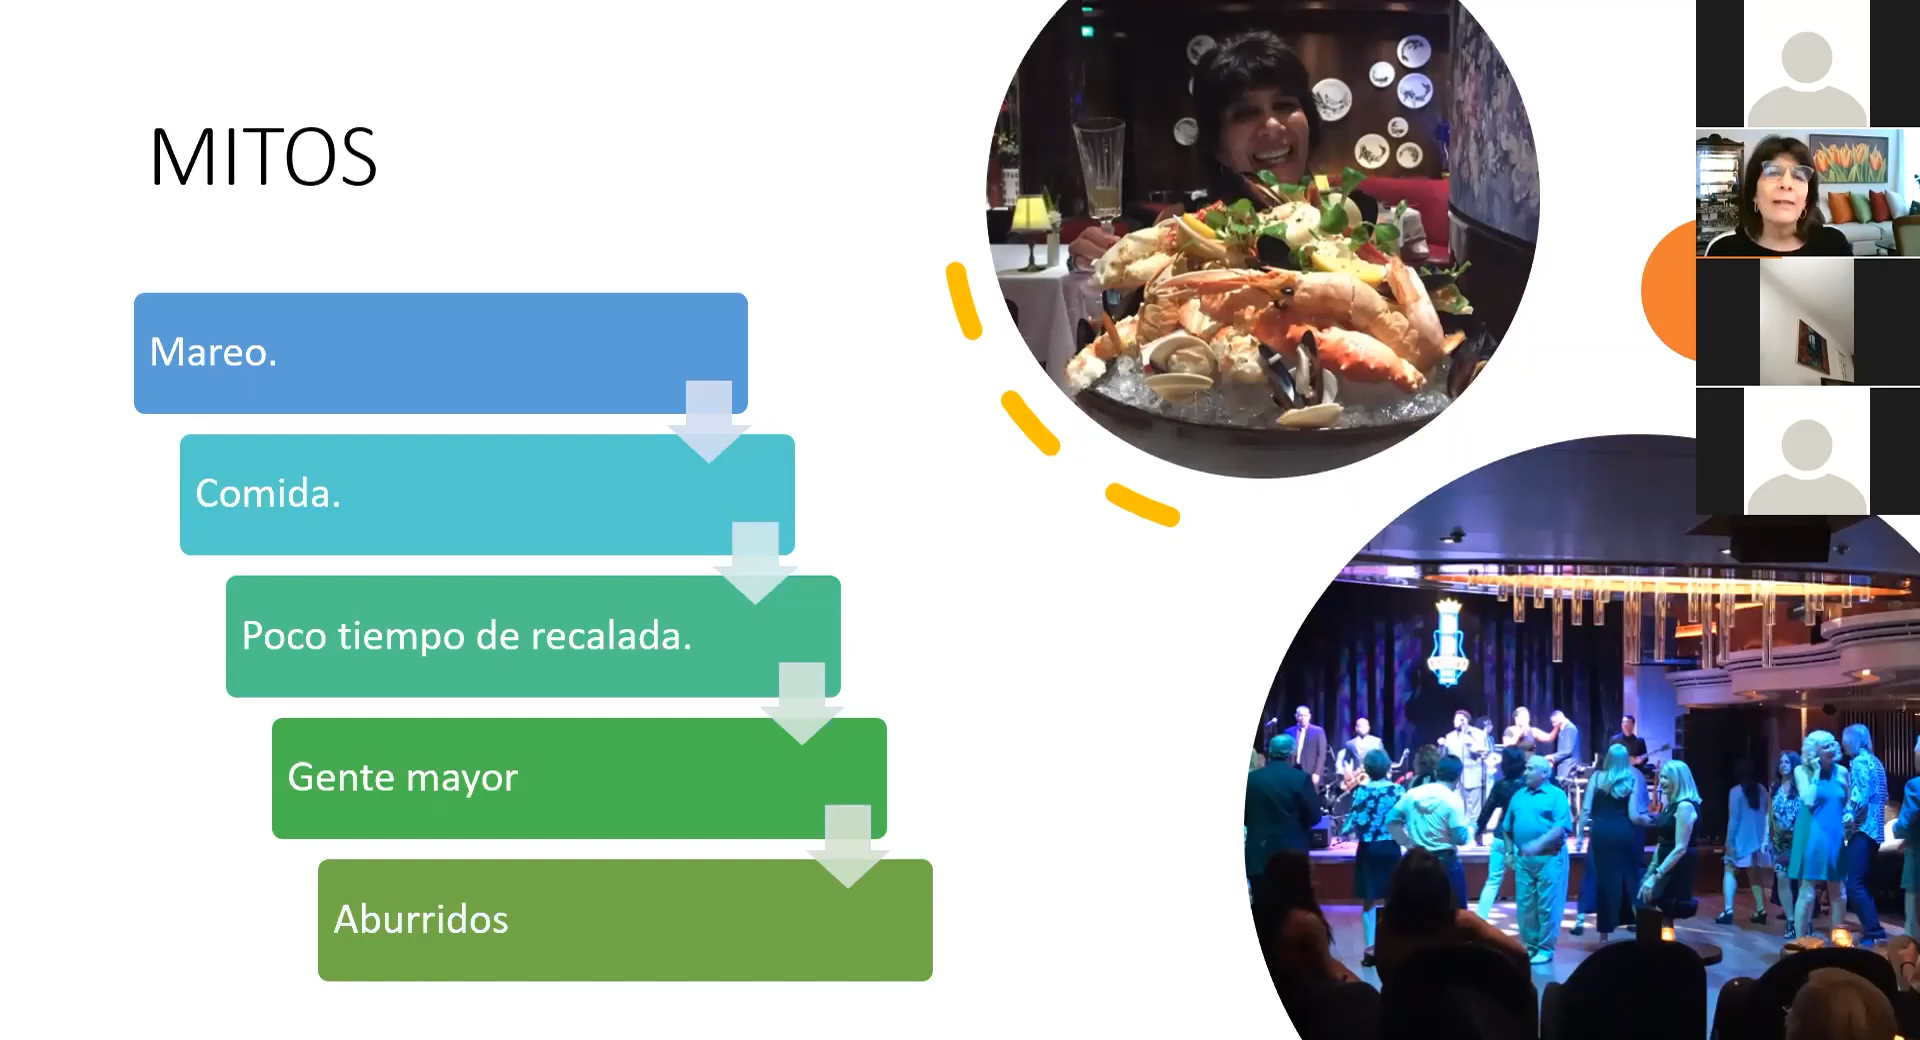 MITOS
Mareo.
Comida.
Poco tiempo de recalada.
Gente mayor
Aburridos